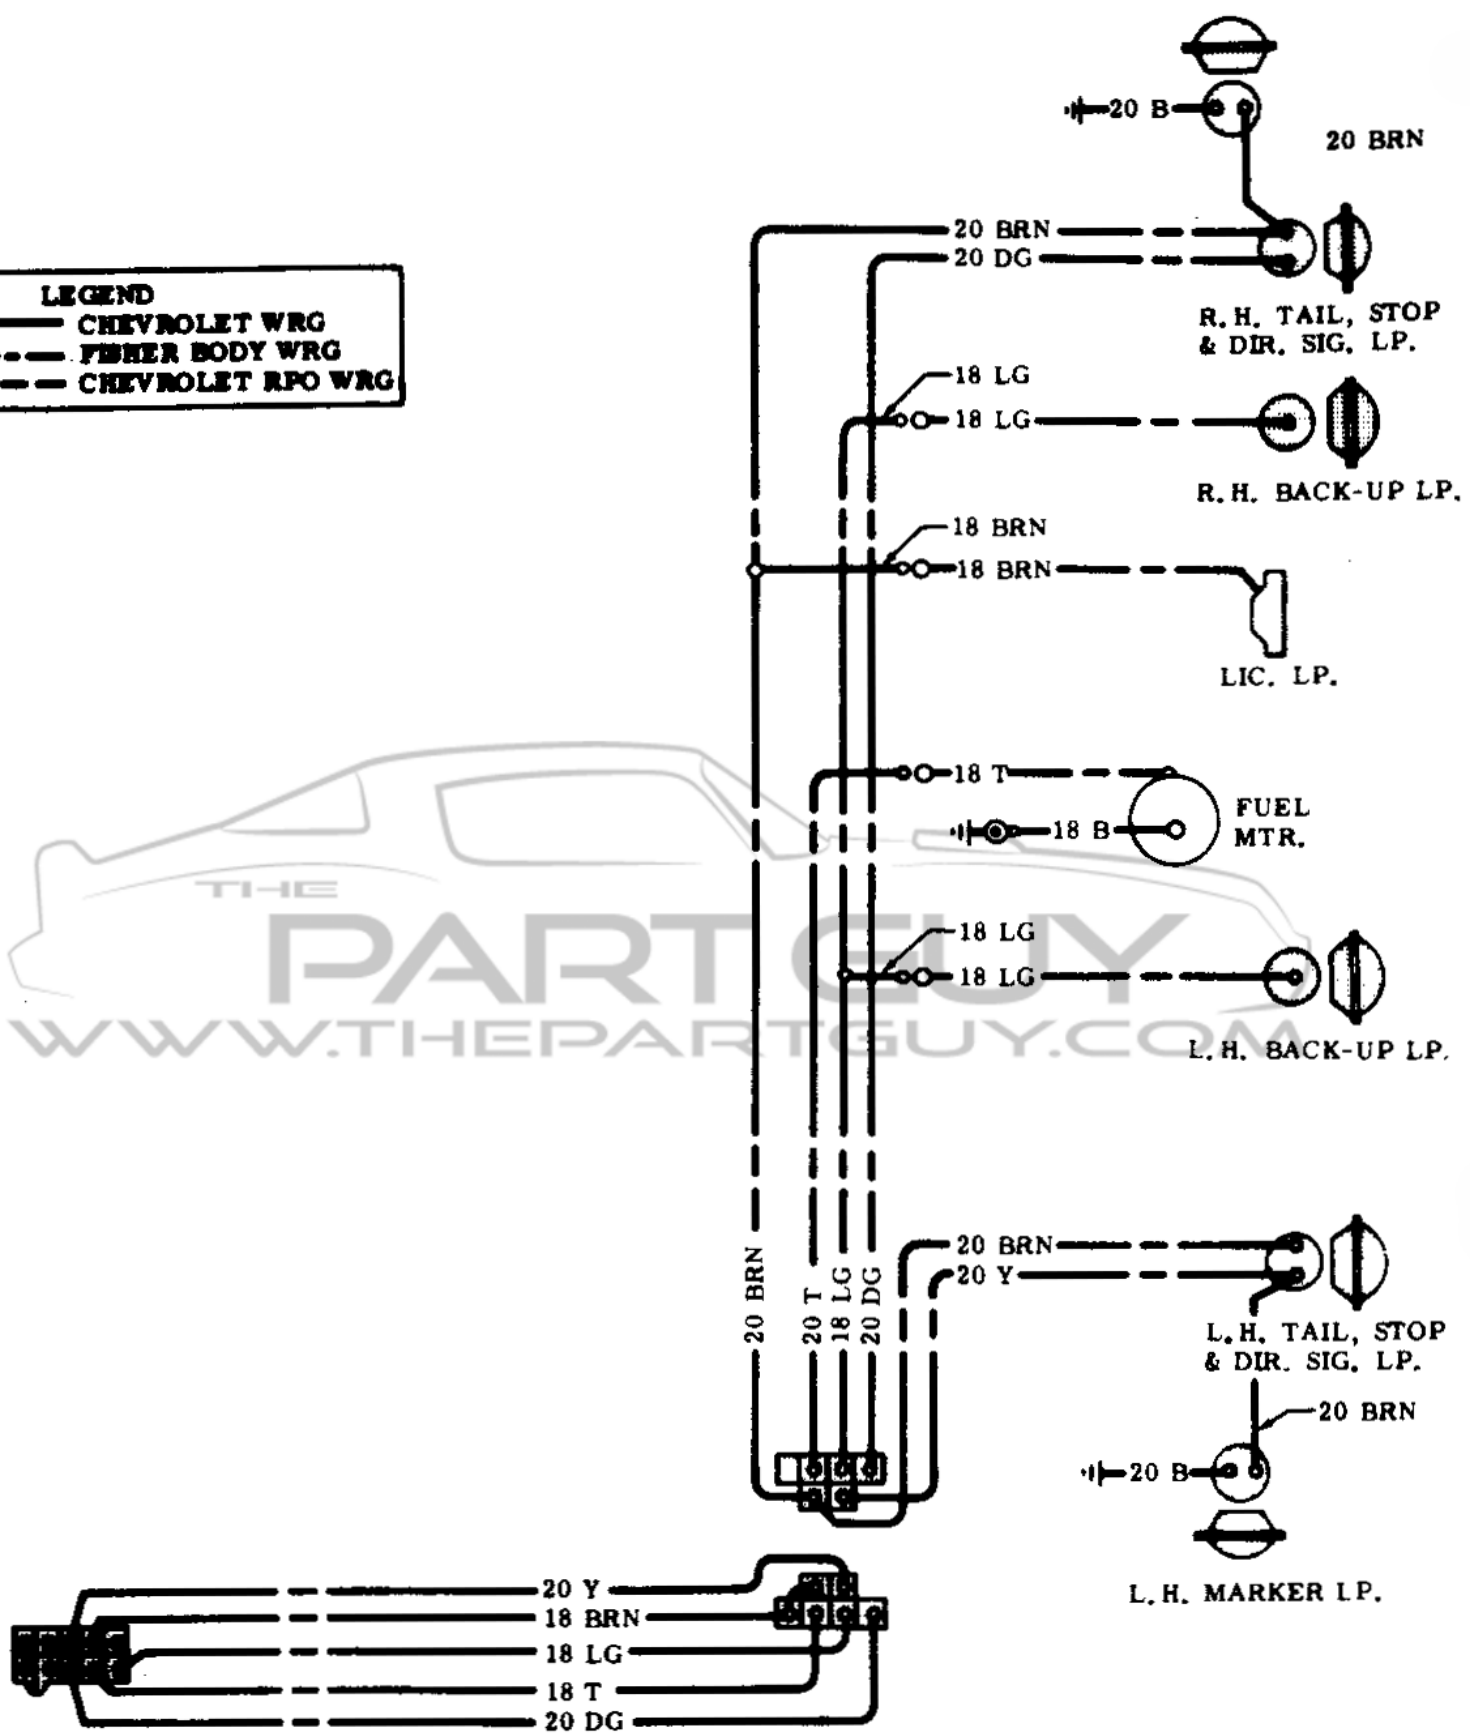 20 B
20 BRN
20 BRN
20 DG
R.H. TAIL, STOP
& DIR. SIG. LP.
LEGEND
CHEVROLET WRG
FISHER BODY WRG
CHEVROLET RPO WRG
18 LG
18 LG
R.H. BACK-UP LP.
18 BRN
18 BRN
LIC. LP.
18 T
FUEL
MTR.
18 B
THE
PART GUY
WWW.THEPARTGUY.COM
18 LG
18 LG
L.H. BACK-UP LP.
20 BRN
20 Y
20 BRN
20 T
18 LG
20 DG
L.H. TAIL, STOP
& DIR. SIG. LP.
20 BRN
20 B
L.H. MARKER LP.
20 Y
18 BRN
18 LG
18 T
20 DG